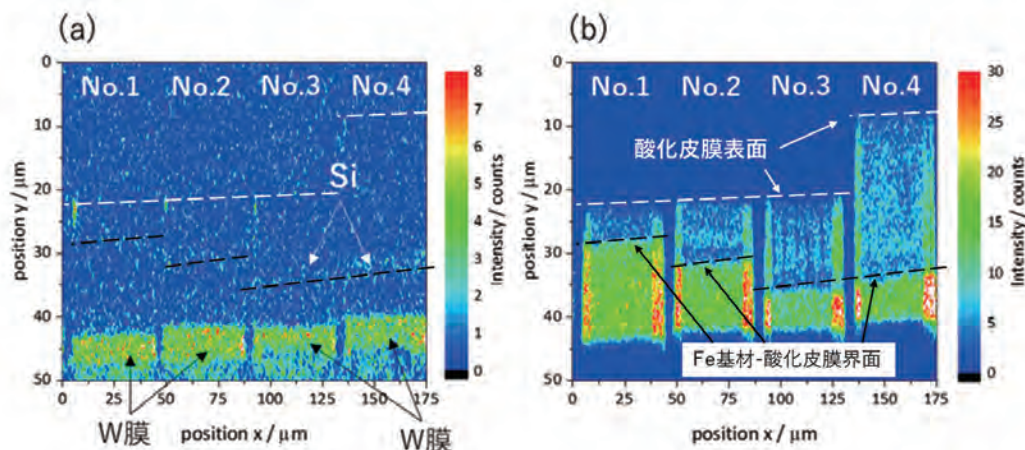 (a)
No.1 No.2 No.3 No.4
Si
0
10
20
30
40
50
position y / μm
0 25 50 75 100 125 150 175
position x / μm
W膜
W膜
8
7
6
5
4
3
2
1
0
Intensity / counts
(b)
No.1 No.2 No.3 No.4
酸化皮膜表面
Fe基材-酸化皮膜界面
0
10
20
30
40
50
position y / μm
0 25 50 75 100 125 150 175
position x / μm
30
25
20
15
10
5
0
Intensity / counts